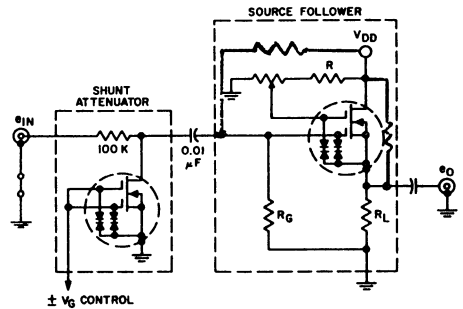 SOURCE FOLLOWER
VDD
R
SHUNT
ATTENUATOR
eIN
100 K
0.01
μF
eO
RG
RL
± VG CONTROL